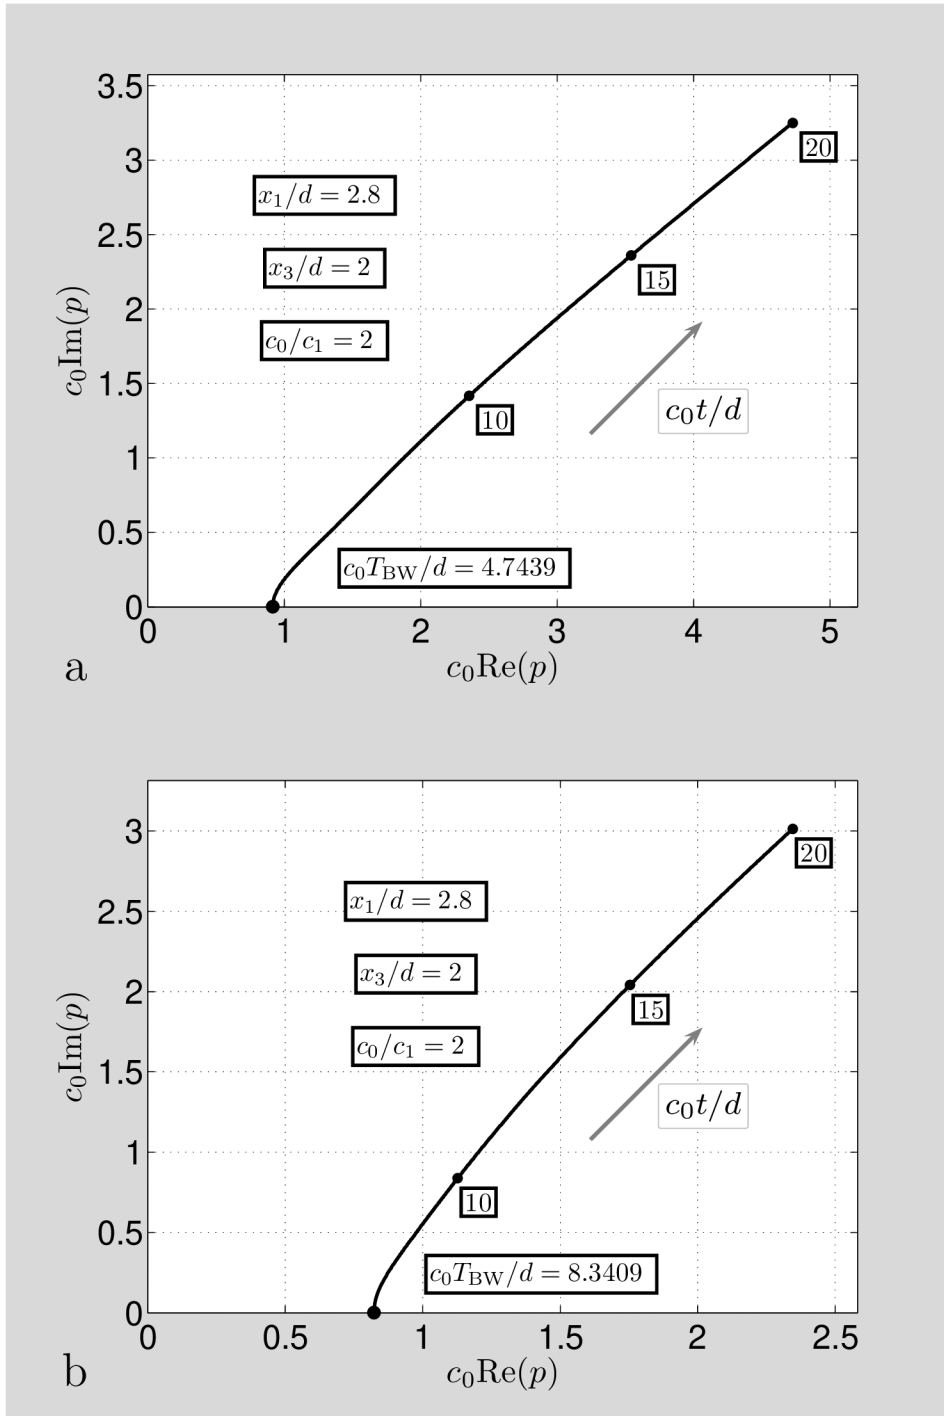 3.5
3
2.5
2
1.5
1
0.5
0
0 1 2 3 4 5
c₀Im(p)
c₀Re(p)
x₁/d = 2.8
x₃/d = 2
c₀/c₁ = 2
20
15
10
c₀t/d
c₀T_BW/d = 4.7439
a
3
2.5
2
1.5
1
0.5
0
0 0.5 1 1.5 2 2.5
c₀Im(p)
c₀Re(p)
x₁/d = 2.8
x₃/d = 2
c₀/c₁ = 2
20
15
10
c₀t/d
c₀T_BW/d = 8.3409
b